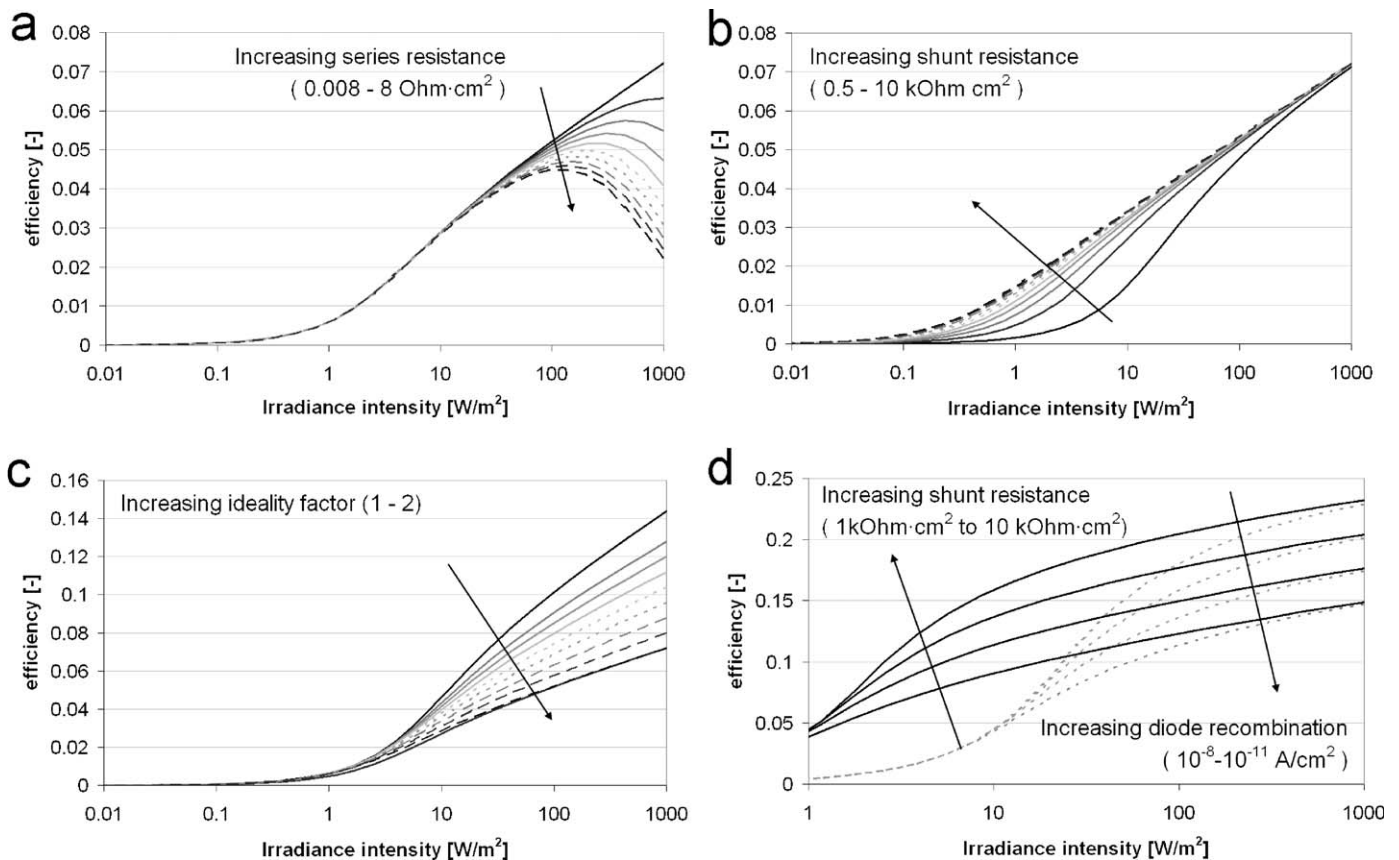 a
0.08
0.07
0.06
0.05
0.04
0.03
0.02
0.01
0
efficiency [-]
Increasing series resistance
( 0.008 - 8 Ohm·cm²)
0.01 0.1 1 10 100 1000
Irradiance intensity [W/m²]
b
0.08
0.07
0.06
0.05
0.04
0.03
0.02
0.01
0
efficiency [-]
Increasing shunt resistance
( 0.5 - 10 kOhm cm²)
0.01 0.1 1 10 100 1000
Irradiance intensity [W/m²]
c
0.16
0.14
0.12
0.1
0.08
0.06
0.04
0.02
0
efficiency [-]
Increasing ideality factor (1 - 2)
0.01 0.1 1 10 100 1000
Irradiance intensity [W/m²]
d
0.25
0.2
0.15
0.1
0.05
0
efficiency [-]
Increasing shunt resistance
( 1kOhm·cm² to 10 kOhm·cm²)
Increasing diode recombination
( 10⁻⁸-10⁻¹¹ A/cm²)
1 10 100 1000
Irradiance intensity [W/m²]